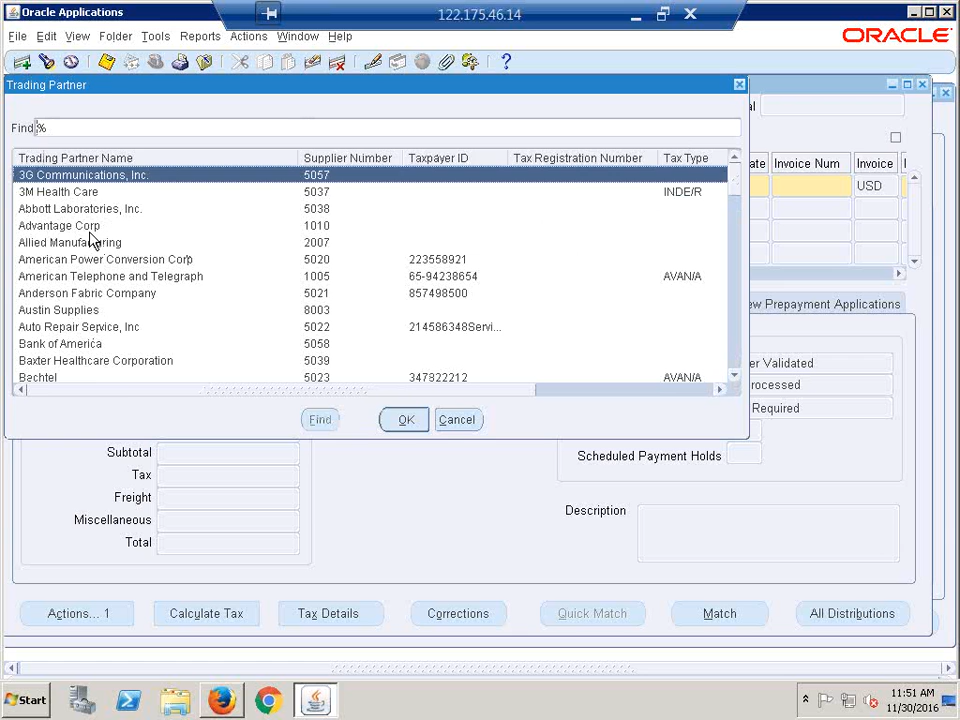 Oracle Applications
122.175.46.14
File Edit View Folder Tools Reports Actions Window Help
ORACLE
Trading Partner
Find %
Trading Partner Name Supplier Number Taxpayer ID Tax Registration Number Tax Type
3G Communications, Inc. 5057
3M Health Care 5037 INDE/R
Abbott Laboratories, Inc. 5038
Advantage Corp 1010
Allied Manufacturing 2007
American Power Conversion Corp 5020 223558921
American Telephone and Telegraph 1005 65-94238654 AVAN/A
Anderson Fabric Company 5021 857498500
Austin Supplies 8003
Auto Repair Service, Inc 5022 214586348Servi...
Bank of America 5058
Baxter Healthcare Corporation 5039
Bechtel 5023 347822212 AVAN/A
Find OK Cancel
al
ate Invoice Num Invoice I
USD
ew Prepayment Applications
er Validated
rocessed
Required
Scheduled Payment Holds
Subtotal
Tax
Freight
Miscellaneous
Total
Description
Actions... 1 Calculate Tax Tax Details Corrections Quick Match Match All Distributions
Start
11:51 AM
11/30/2016